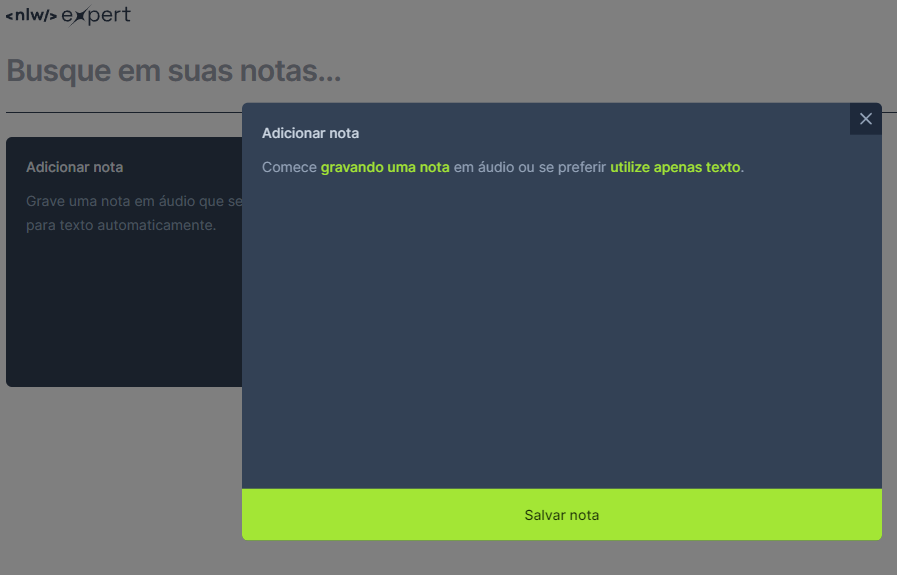 <nlw/> expert
Busque em suas notas...
Adicionar nota
Grave uma nota em áudio que se
para texto automaticamente.
Adicionar nota
Comece gravando uma nota em áudio ou se preferir utilize apenas texto.
Salvar nota